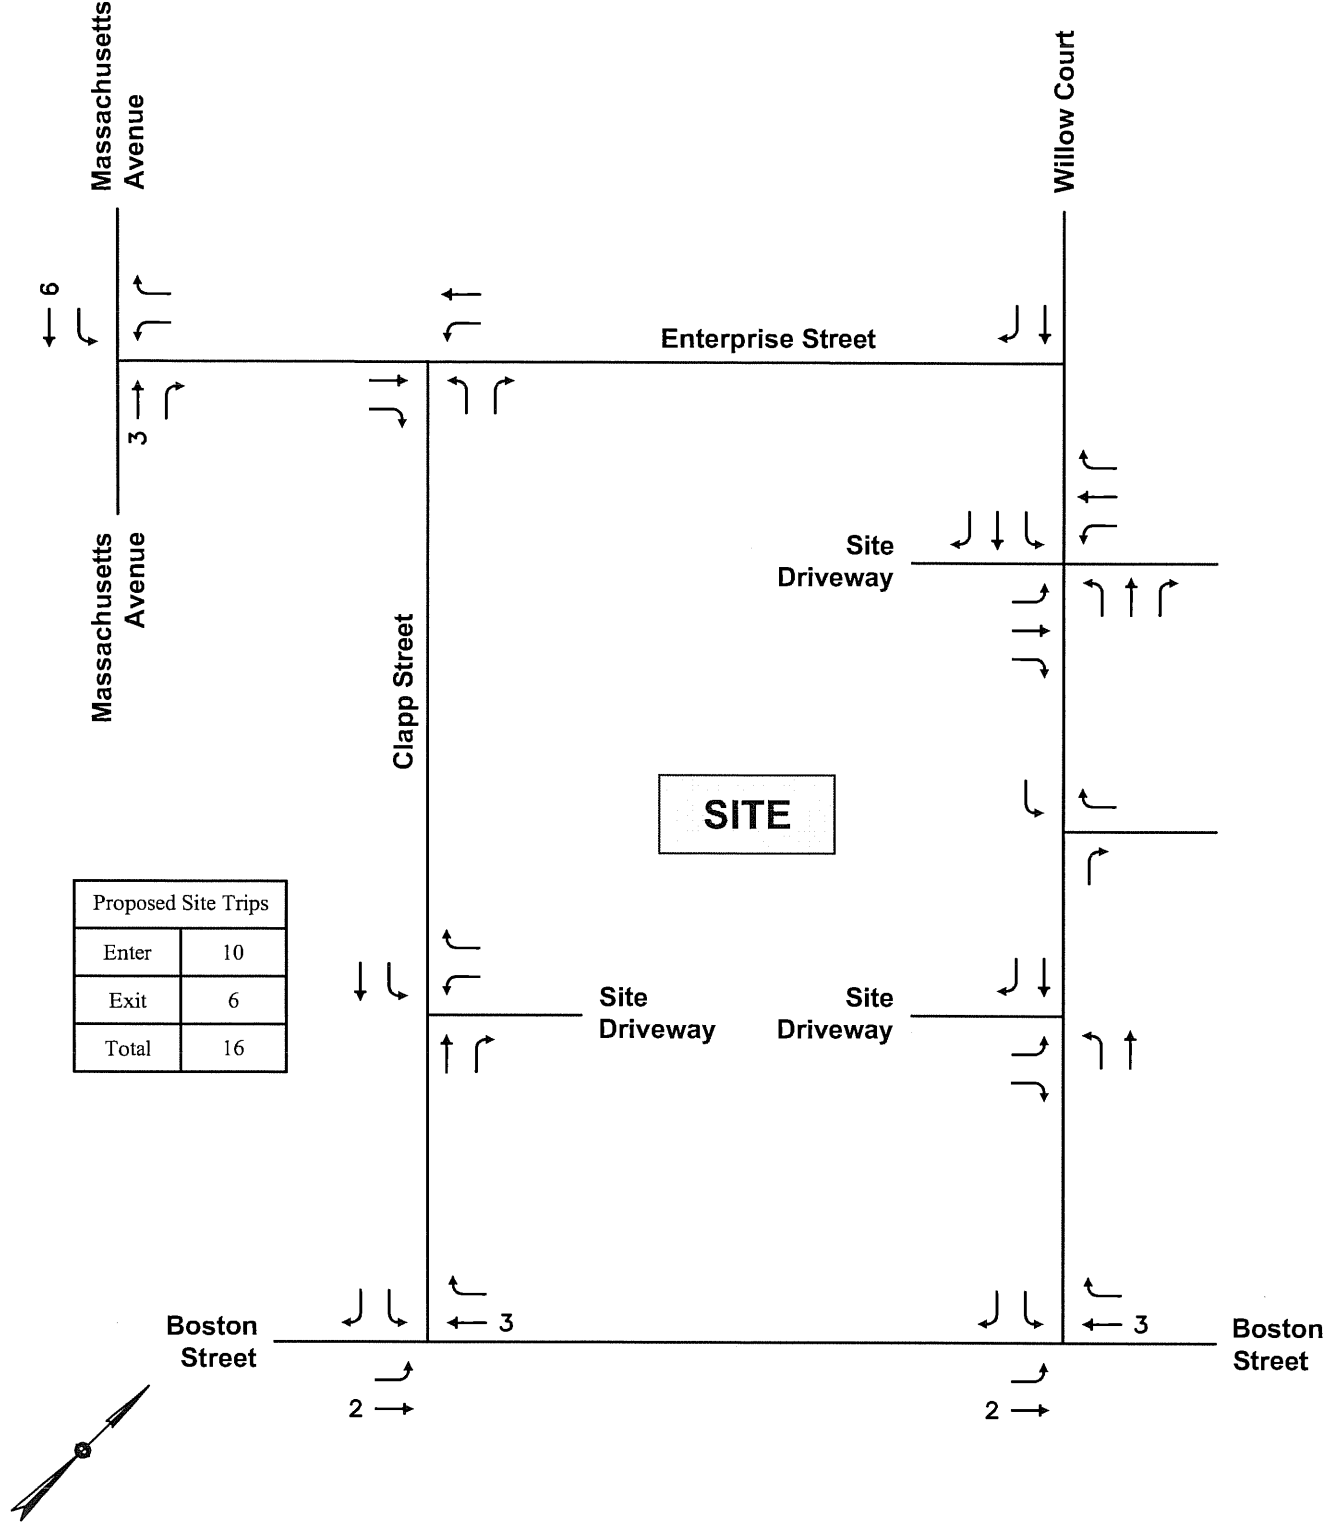 Massachusetts
Avenue
Willow Court
6
Enterprise Street
3
Massachusetts
Avenue
Site
Driveway
Clapp Street
SITE
Proposed Site Trips
Enter 10
Exit 6
Total 16
Site
Driveway
Site
Driveway
Boston
Street
3
3
Boston
Street
2
2